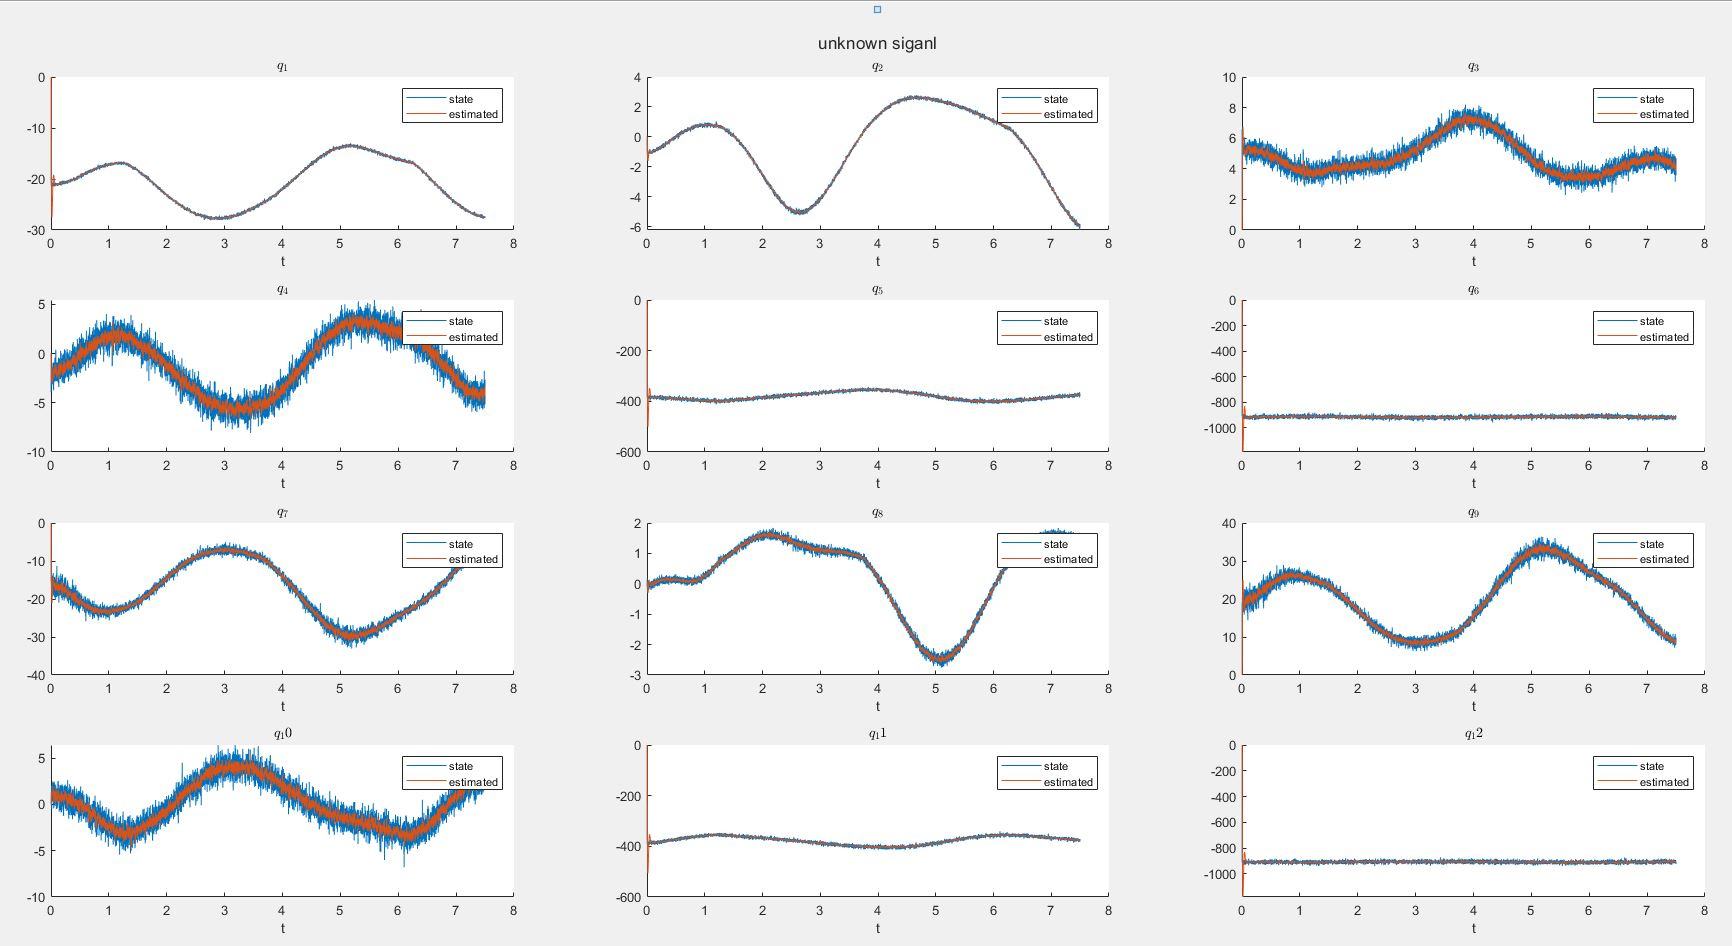 unknown siganl
q1
0
-10
-20
-30
0 1 2 3 4 5 6 7 8
t
state
estimated
q2
4
2
0
-2
-4
-6
0 1 2 3 4 5 6 7 8
t
state
estimated
q3
10
8
6
4
2
0
0 1 2 3 4 5 6 7 8
t
state
estimated
q4
5
0
-5
-10
0 1 2 3 4 5 6 7 8
t
state
estimated
q5
0
-200
-400
-600
0 1 2 3 4 5 6 7 8
t
state
estimated
q6
0
-200
-400
-600
-800
-1000
0 1 2 3 4 5 6 7 8
t
state
estimated
q7
0
-10
-20
-30
-40
0 1 2 3 4 5 6 7 8
t
state
estimated
q8
2
1
0
-1
-2
-3
0 1 2 3 4 5 6 7 8
t
state
estimated
q9
40
30
20
10
0
0 1 2 3 4 5 6 7 8
t
state
estimated
q10
5
0
-5
-10
0 1 2 3 4 5 6 7 8
t
state
estimated
q11
0
-200
-400
-600
0 1 2 3 4 5 6 7 8
t
state
estimated
q12
0
-200
-400
-600
-800
-1000
0 1 2 3 4 5 6 7 8
t
state
estimated